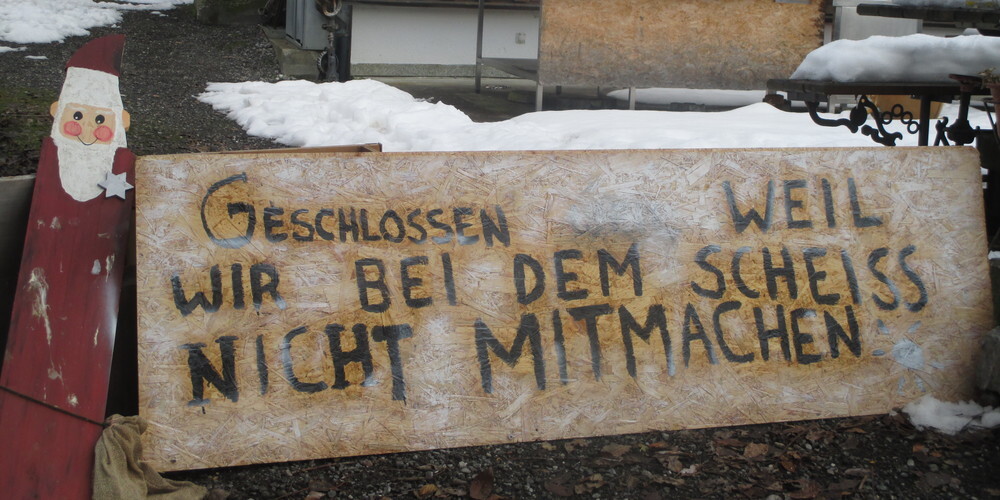 GESCHLOSSEN WEIL
WIR BEI DEM SCHEISS
NICHT MITMACHEN